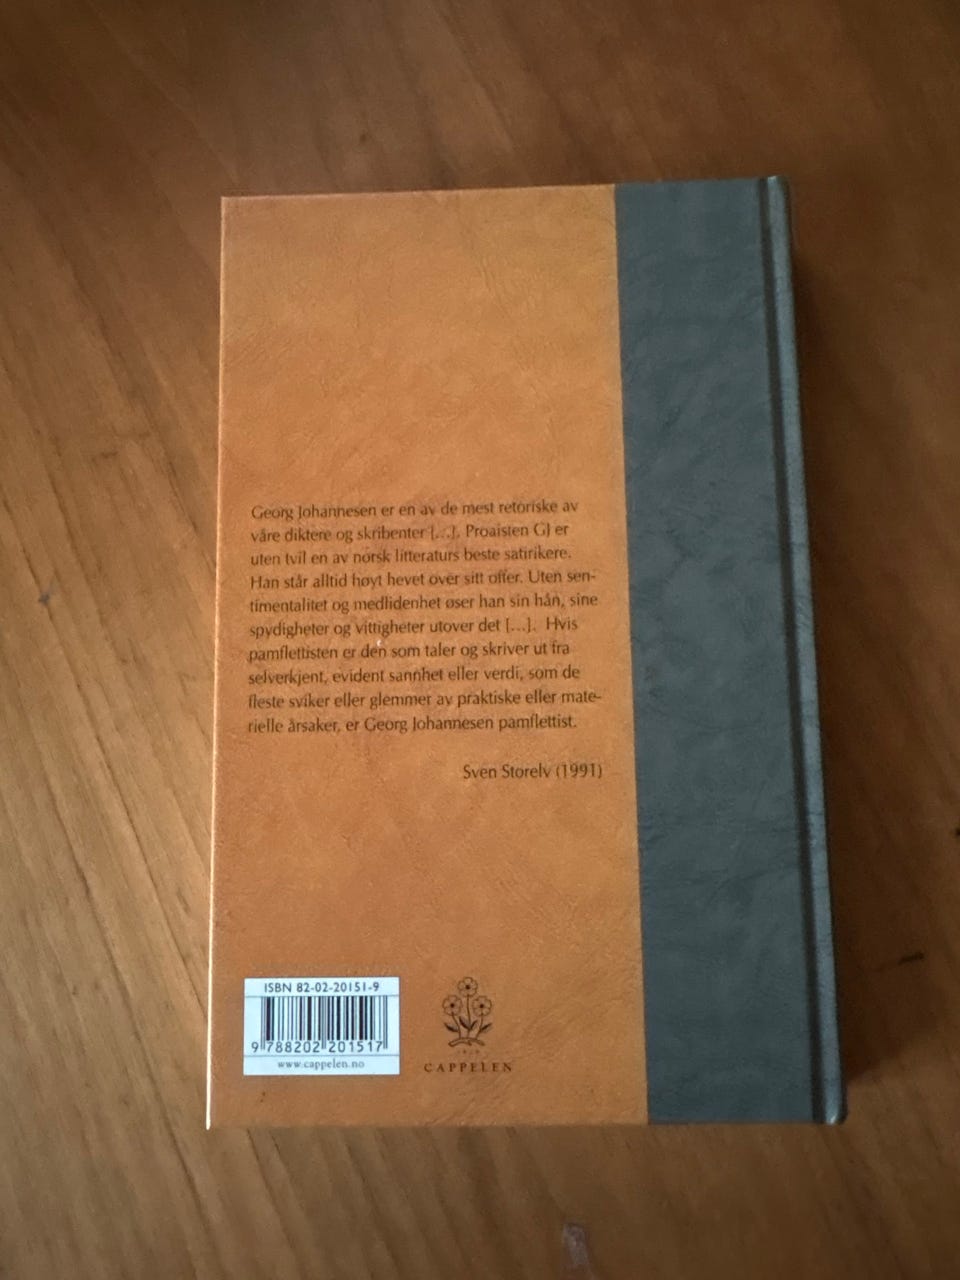 Georg Johannesen er en av de mest retoriske av
våre diktere og skribenter [...]. Proaisten GJ er
uten tvil en av norsk litteraturs beste satirikere.
Han står alltid høyt hevet over sitt offer. Uten sen-
timentalitet og medlidenhet øser han sin hån, sine
spydigheter og vittigheter utover det [...]. Hvis
pamflettisten er den som taler og skriver ut fra
selverkjent, evident sannhet eller verdi, som de
fleste sviker eller glemmer av praktiske eller mate-
rielle årsaker, er Georg Johannesen pamflettist.
Sven Storelv (1991)
ISBN 82-02-20151-9
9 788202 201517
www.cappelen.no
CAPPELEN